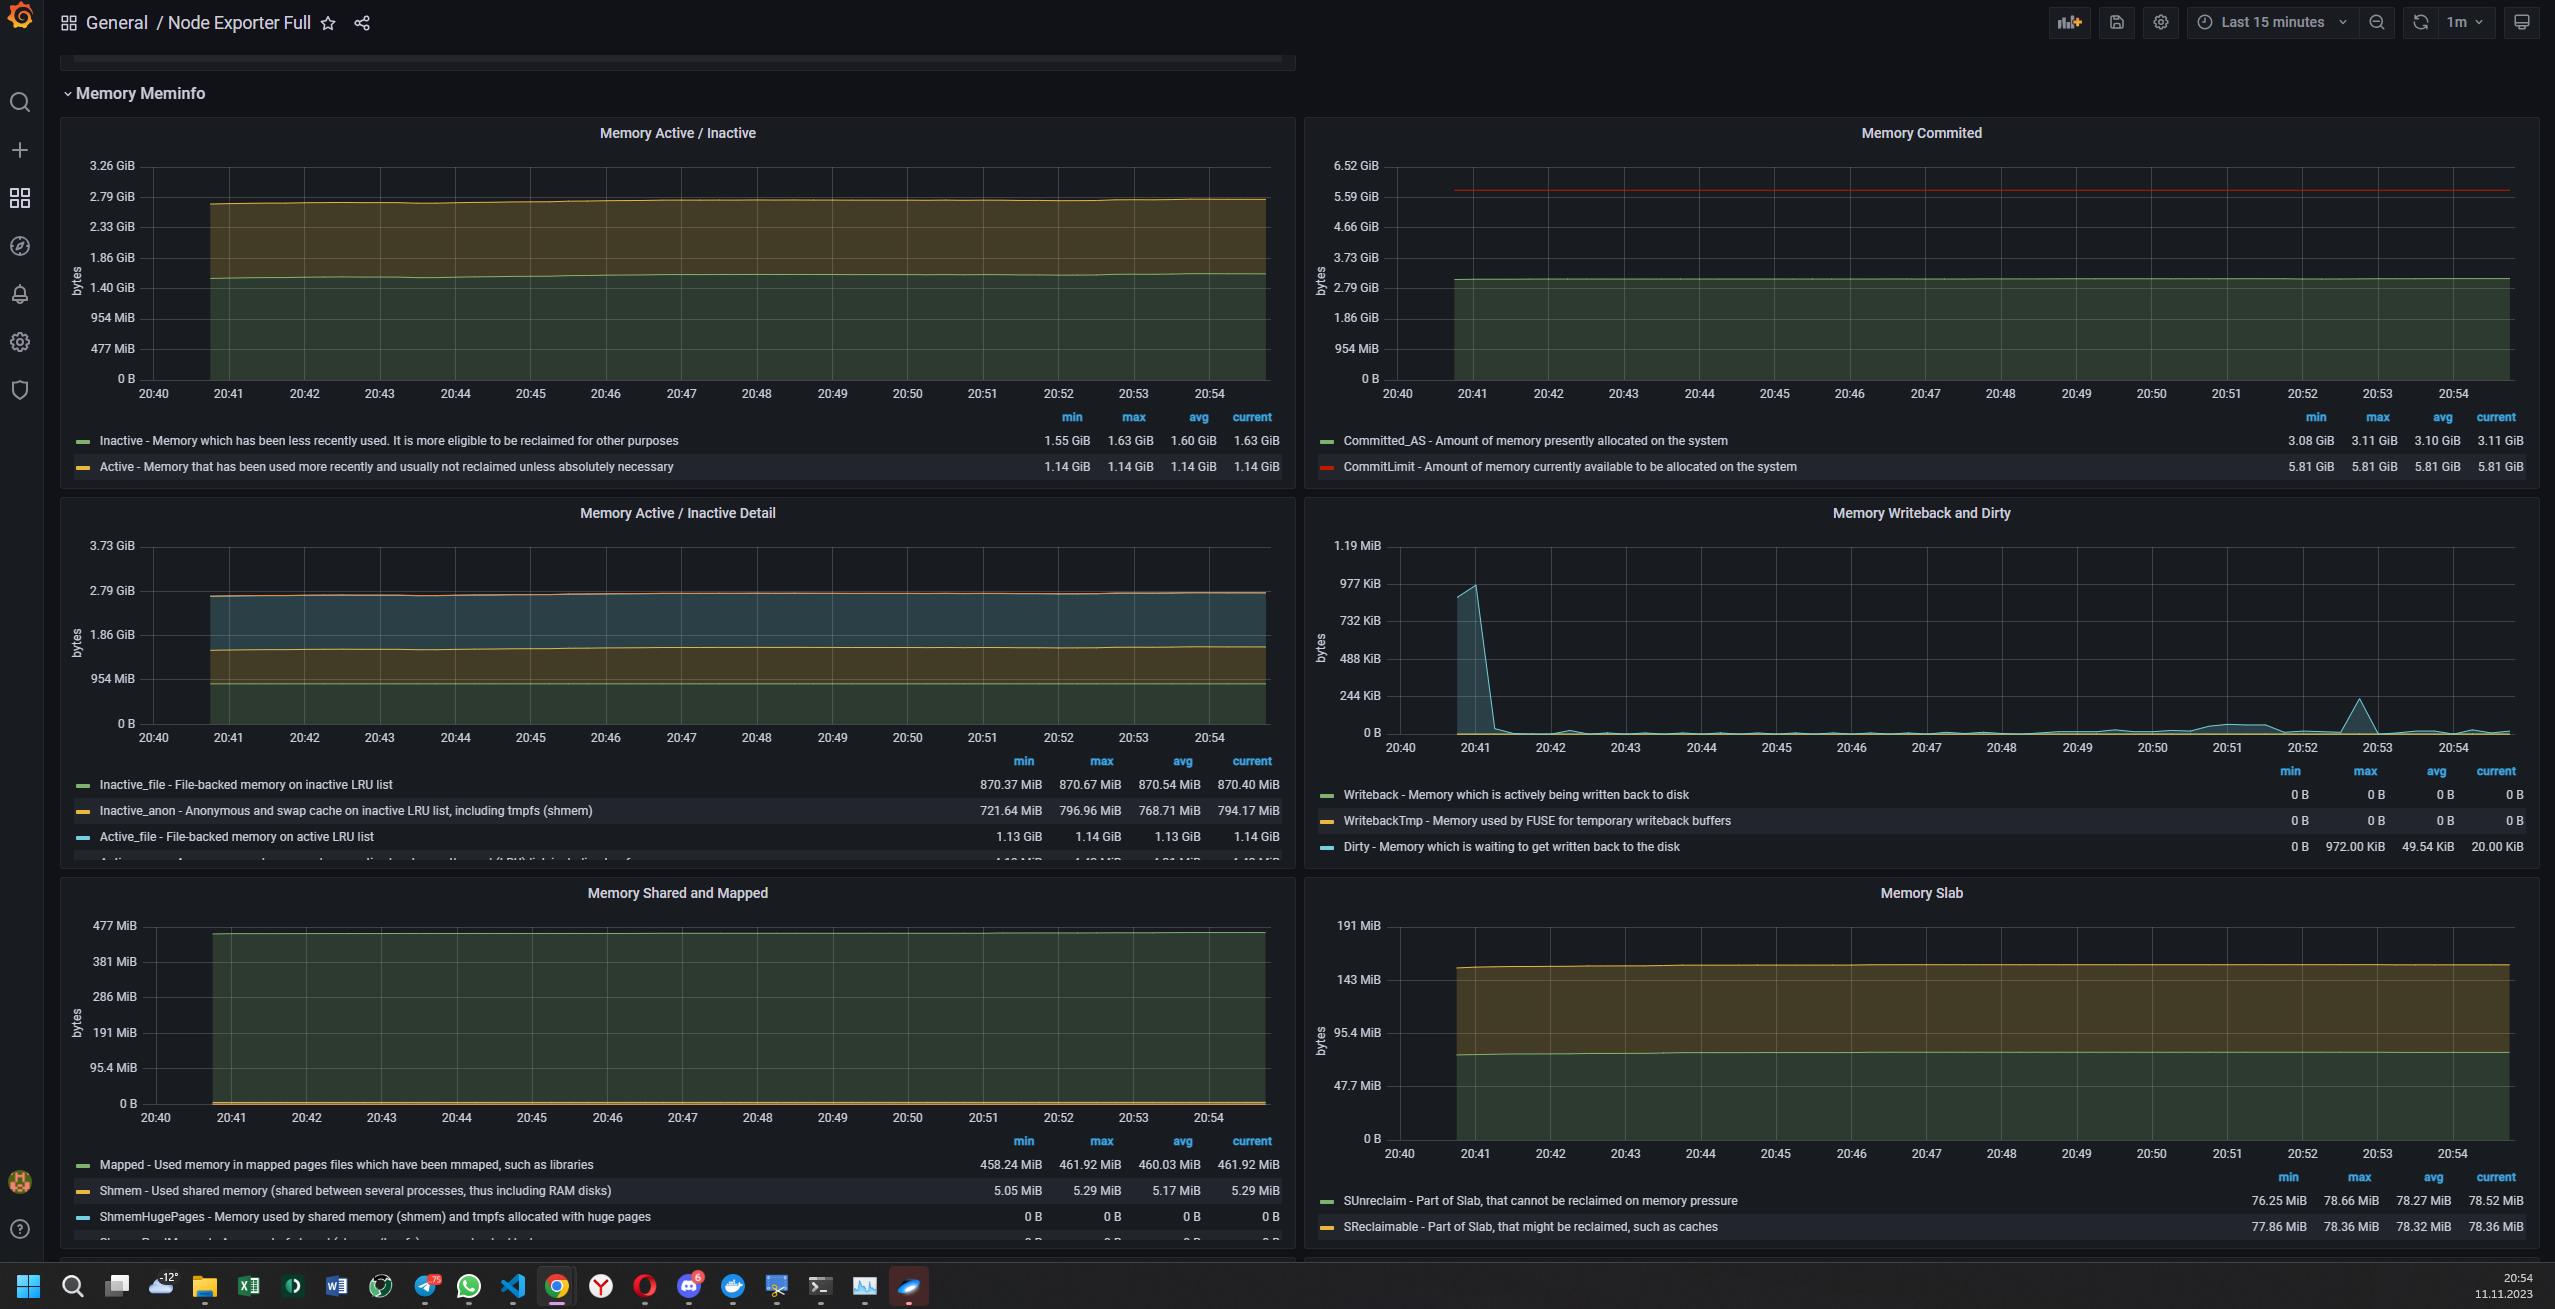 General / Node Exporter Full
Last 15 minutes
1m
Memory Meminfo
Memory Active / Inactive
bytes
3.26 GiB
2.79 GiB
2.33 GiB
1.86 GiB
1.40 GiB
954 MiB
477 MiB
0 B
20:40 20:41 20:42 20:43 20:44 20:45 20:46 20:47 20:48 20:49 20:50 20:51 20:52 20:53 20:54
min max avg current
Inactive - Memory which has been less recently used. It is more eligible to be reclaimed for other purposes 1.55 GiB 1.63 GiB 1.60 GiB 1.63 GiB
Active - Memory that has been used more recently and usually not reclaimed unless absolutely necessary 1.14 GiB 1.14 GiB 1.14 GiB 1.14 GiB
Memory Commited
bytes
6.52 GiB
5.59 GiB
4.66 GiB
3.73 GiB
2.79 GiB
1.86 GiB
954 MiB
0 B
20:40 20:41 20:42 20:43 20:44 20:45 20:46 20:47 20:48 20:49 20:50 20:51 20:52 20:53 20:54
min max avg current
Committed_AS - Amount of memory presently allocated on the system 3.08 GiB 3.11 GiB 3.10 GiB 3.11 GiB
CommitLimit - Amount of memory currently available to be allocated on the system 5.81 GiB 5.81 GiB 5.81 GiB 5.81 GiB
Memory Active / Inactive Detail
bytes
3.73 GiB
2.79 GiB
1.86 GiB
954 MiB
0 B
20:40 20:41 20:42 20:43 20:44 20:45 20:46 20:47 20:48 20:49 20:50 20:51 20:52 20:53 20:54
min max avg current
Inactive_file - File-backed memory on inactive LRU list 870.37 MiB 870.67 MiB 870.54 MiB 870.40 MiB
Inactive_anon - Anonymous and swap cache on inactive LRU list, including tmpfs (shmem) 721.64 MiB 796.96 MiB 768.71 MiB 794.17 MiB
Active_file - File-backed memory on active LRU list 1.13 GiB 1.14 GiB 1.13 GiB 1.14 GiB
Memory Writeback and Dirty
bytes
1.19 MiB
977 KiB
732 KiB
488 KiB
244 KiB
0 B
20:40 20:41 20:42 20:43 20:44 20:45 20:46 20:47 20:48 20:49 20:50 20:51 20:52 20:53 20:54
min max avg current
Writeback - Memory which is actively being written back to disk 0 B 0 B 0 B 0 B
WritebackTmp - Memory used by FUSE for temporary writeback buffers 0 B 0 B 0 B 0 B
Dirty - Memory which is waiting to get written back to the disk 0 B 972.00 KiB 49.54 KiB 20.00 KiB
Memory Shared and Mapped
bytes
477 MiB
381 MiB
286 MiB
191 MiB
95.4 MiB
0 B
20:40 20:41 20:42 20:43 20:44 20:45 20:46 20:47 20:48 20:49 20:50 20:51 20:52 20:53 20:54
min max avg current
Mapped - Used memory in mapped pages files which have been mmaped, such as libraries 458.24 MiB 461.92 MiB 460.03 MiB 461.92 MiB
Shmem - Used shared memory (shared between several processes, thus including RAM disks) 5.05 MiB 5.29 MiB 5.17 MiB 5.29 MiB
ShmemHugePages - Memory used by shared memory (shmem) and tmpfs allocated with huge pages 0 B 0 B 0 B 0 B
Memory Slab
bytes
191 MiB
143 MiB
95.4 MiB
47.7 MiB
0 B
20:40 20:41 20:42 20:43 20:44 20:45 20:46 20:47 20:48 20:49 20:50 20:51 20:52 20:53 20:54
min max avg current
SUnreclaim - Part of Slab, that cannot be reclaimed on memory pressure 76.25 MiB 78.66 MiB 78.27 MiB 78.52 MiB
SReclaimable - Part of Slab, that might be reclaimed, such as caches 77.86 MiB 78.36 MiB 78.32 MiB 78.36 MiB
-12°
75
6
20:54
11.11.2023